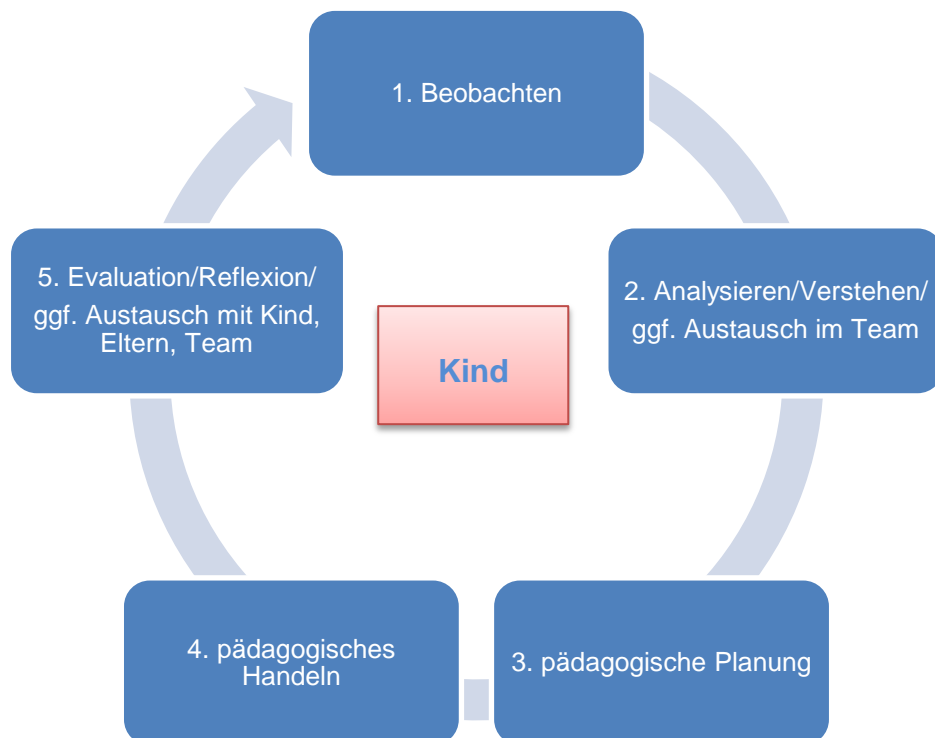 1. Beobachten
2. Analysieren/Verstehen/
ggf. Austausch im Team
3. pädagogische Planung
4. pädagogisches
Handeln
5. Evaluation/Reflexion/
ggf. Austausch mit Kind,
Eltern, Team
Kind